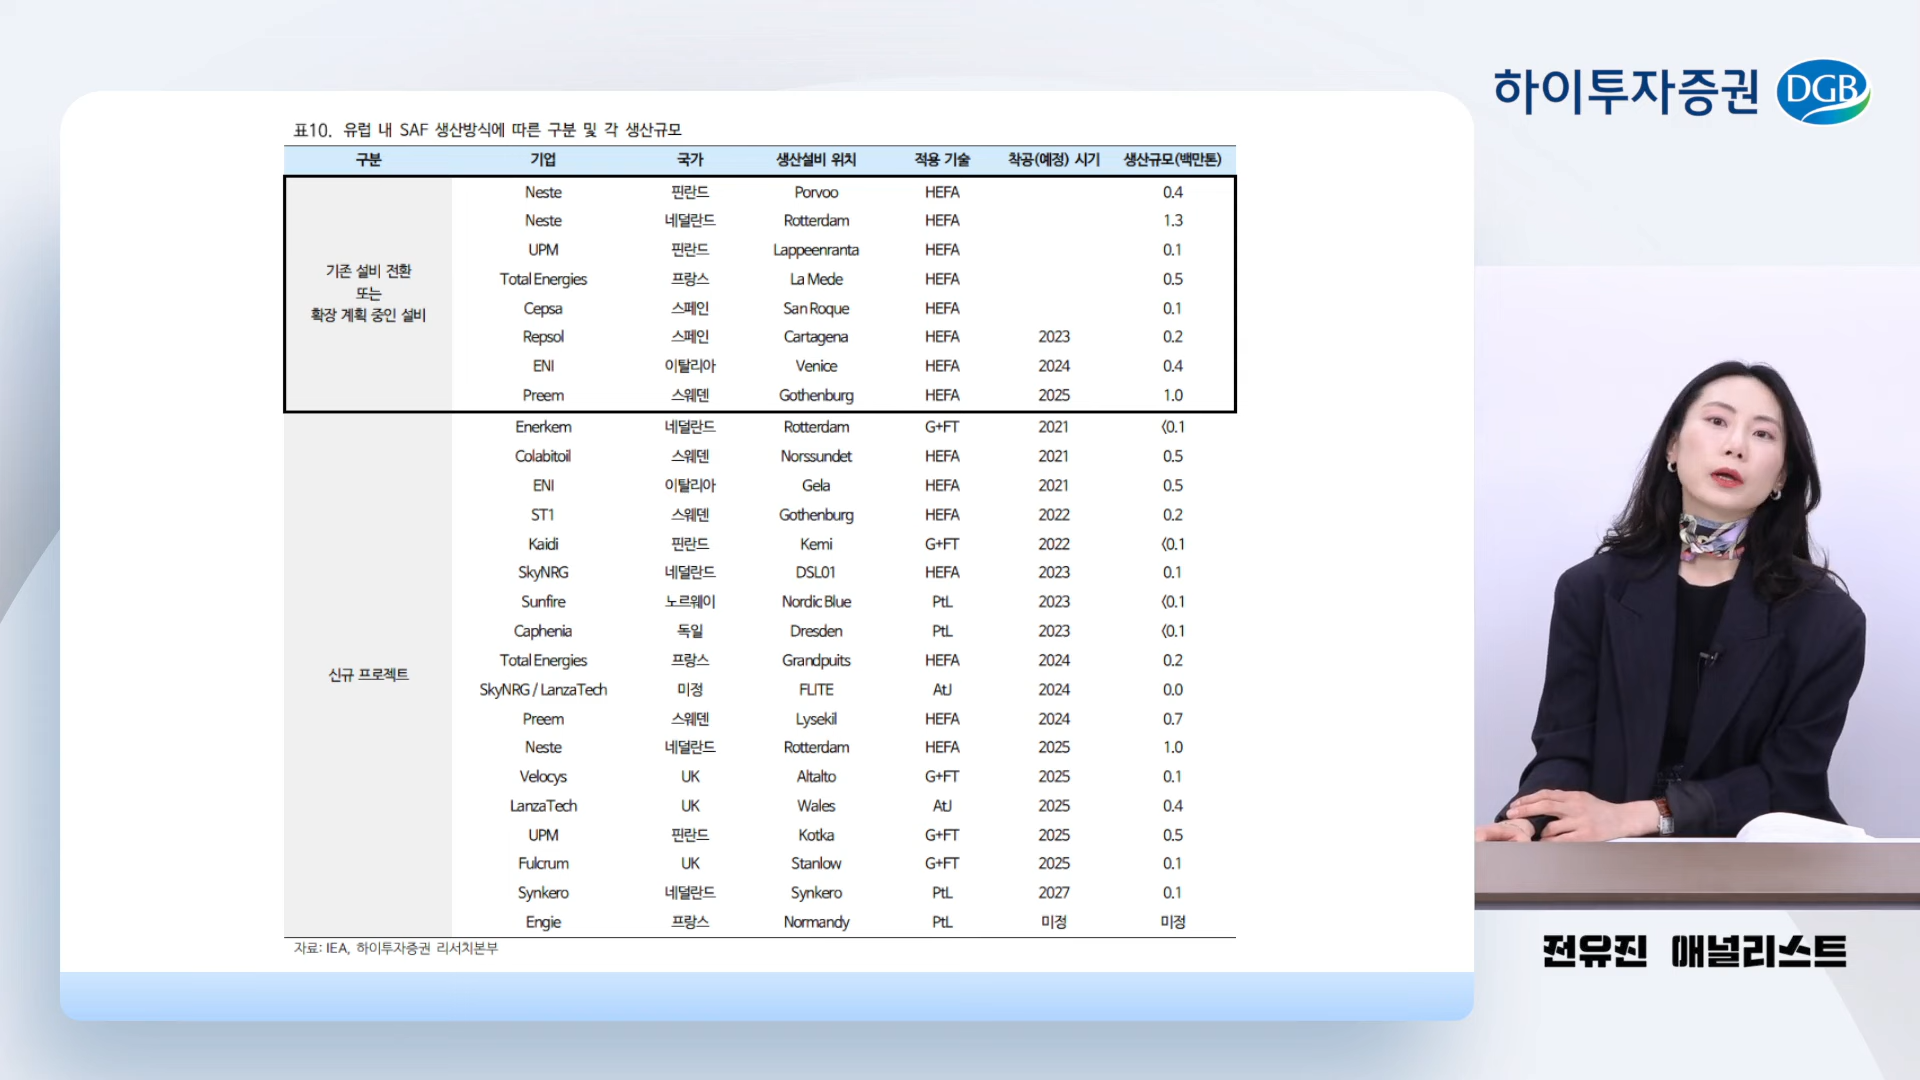 하이투자증권 DGB
표10. 유럽 내 SAF 생산방식에 따른 구분 및 각 생산규모
구분 기업 국가 생산설비 위치 적용 기술 착공(예정) 시기 생산규모(백만톤)
기존 설비 전환
또는
확장 계획 중인 설비
Neste 핀란드 Porvoo HEFA 0.4
Neste 네덜란드 Rotterdam HEFA 1.3
UPM 핀란드 Lappeenranta HEFA 0.1
Total Energies 프랑스 La Mede HEFA 0.5
Cepsa 스페인 San Roque HEFA 0.1
Repsol 스페인 Cartagena HEFA 2023 0.2
ENI 이탈리아 Venice HEFA 2024 0.4
Preem 스웨덴 Gothenburg HEFA 2025 1.0
신규 프로젝트
Enerkem 네덜란드 Rotterdam G+FT 2021 <0.1
Colabitoil 스웨덴 Norssundet HEFA 2021 0.5
ENI 이탈리아 Gela HEFA 2021 0.5
ST1 스웨덴 Gothenburg HEFA 2022 0.2
Kaidi 핀란드 Kemi G+FT 2022 <0.1
SkyNRG 네덜란드 DSL01 HEFA 2023 0.1
Sunfire 노르웨이 Nordic Blue PtL 2023 <0.1
Caphenia 독일 Dresden PtL 2023 <0.1
Total Energies 프랑스 Grandpuits HEFA 2024 0.2
SkyNRG / LanzaTech 미정 FLITE AtJ 2024 0.0
Preem 스웨덴 Lysekil HEFA 2024 0.7
Neste 네덜란드 Rotterdam HEFA 2025 1.0
Velocys UK Altalto G+FT 2025 0.1
LanzaTech UK Wales AtJ 2025 0.4
UPM 핀란드 Kotka G+FT 2025 0.5
Fulcrum UK Stanlow G+FT 2025 0.1
Synkero 네덜란드 Synkero PtL 2027 0.1
Engie 프랑스 Normandy PtL 미정 미정
자료: IEA, 하이투자증권 리서치본부
전유진 애널리스트